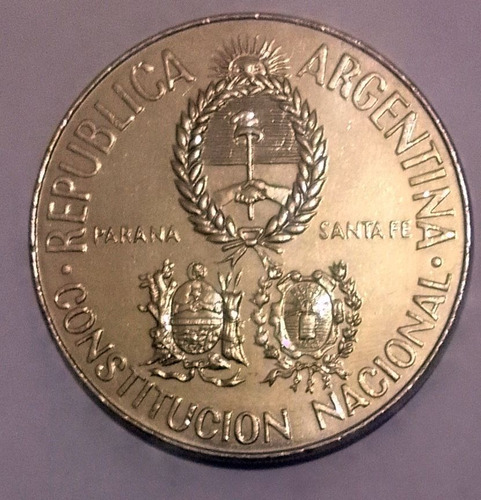 REPUBLICA ARGENTINA
PARANA SANTA FE
· CONSTITUCION NACIONAL ·